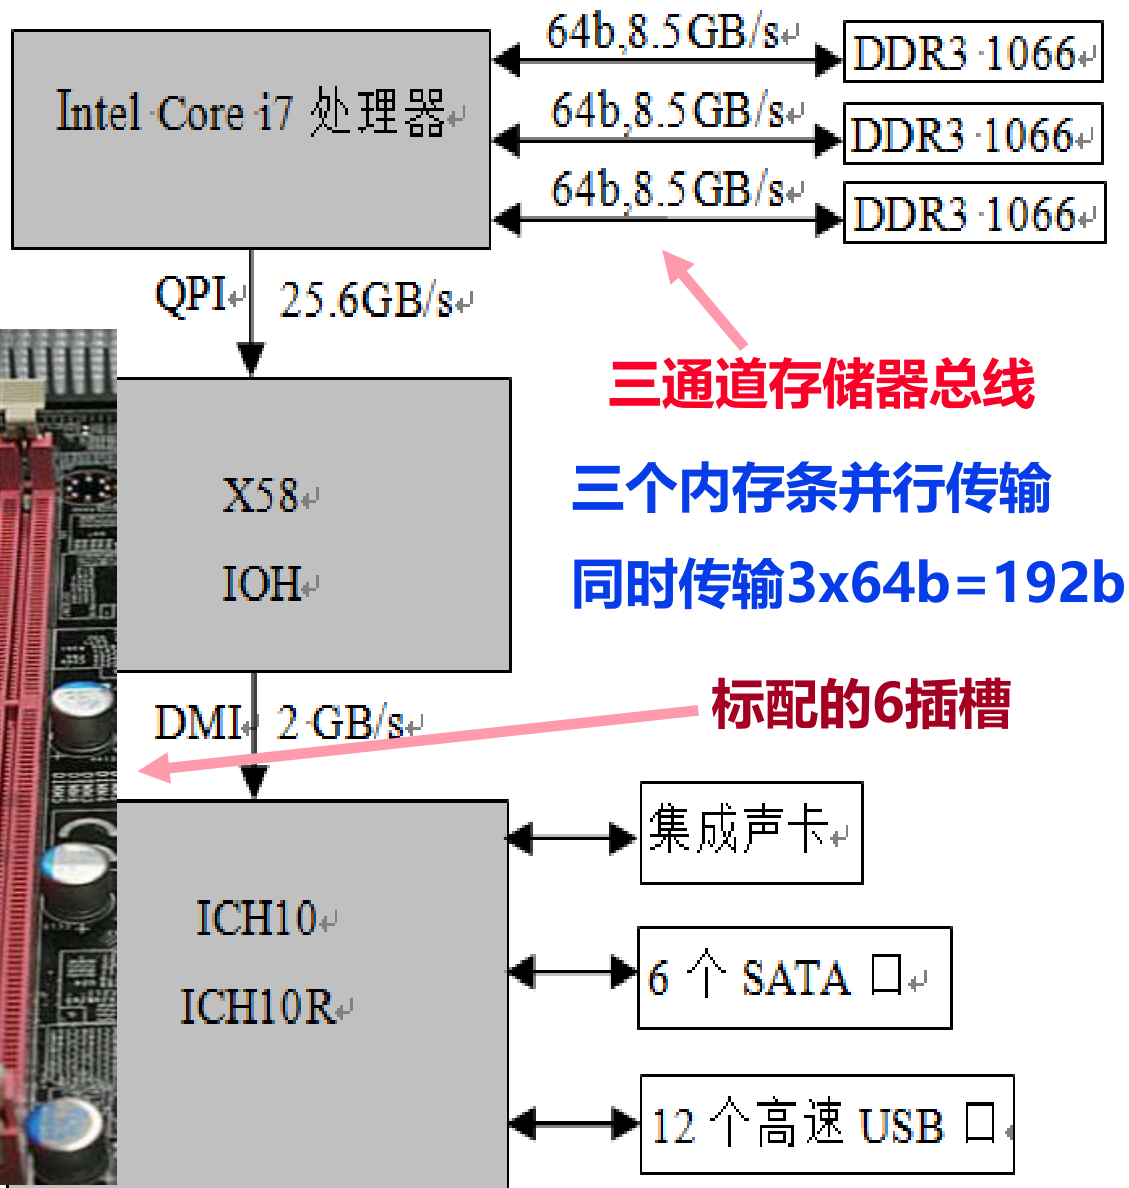 64b,8.5GB/s
DDR3 1066
Intel Core i7 处理器
64b,8.5GB/s
DDR3 1066
64b,8.5GB/s
DDR3 1066
QPI 25.6GB/s
三通道存储器总线
X58
三个内存条并行传输
IOH
同时传输3x64b=192b
标配的6插槽
DMI 2 GB/s
集成声卡
ICH10
6 个 SATA 口
ICH10R
12 个高速 USB 口